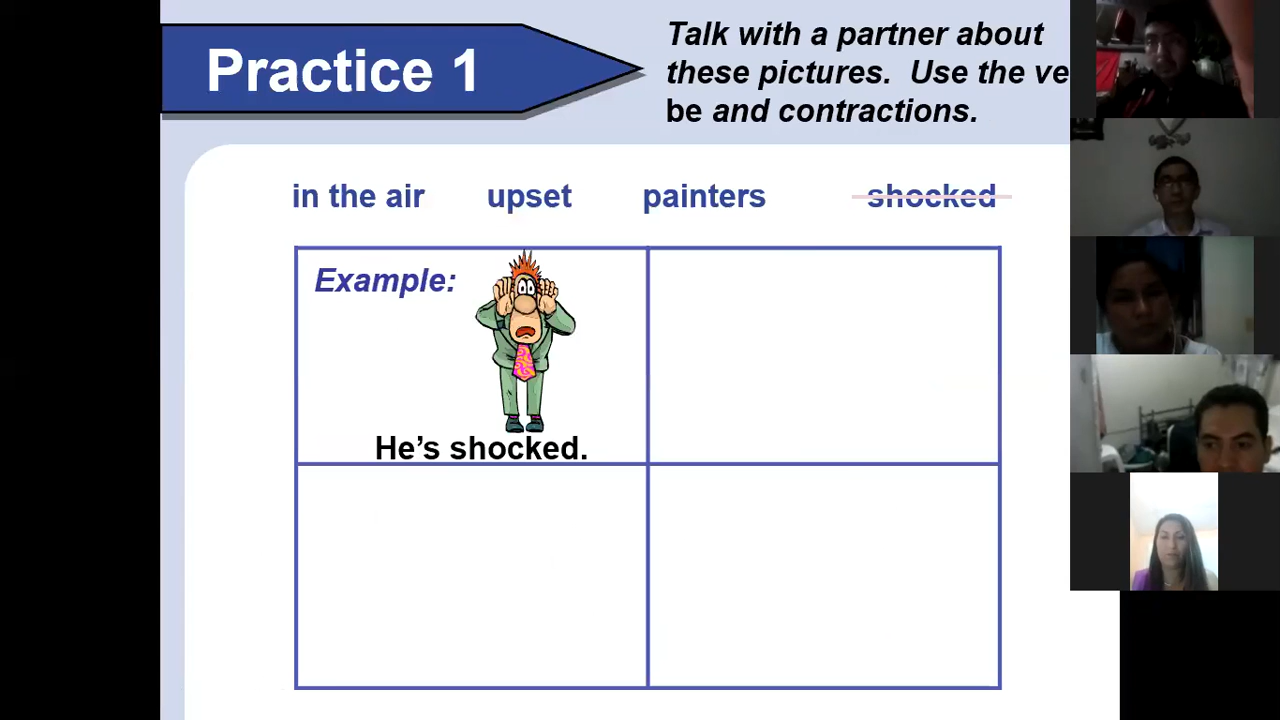 Practice 1
Talk with a partner about
these pictures. Use the ve
be and contractions.
in the air upset painters shocked
Example:
He’s shocked.